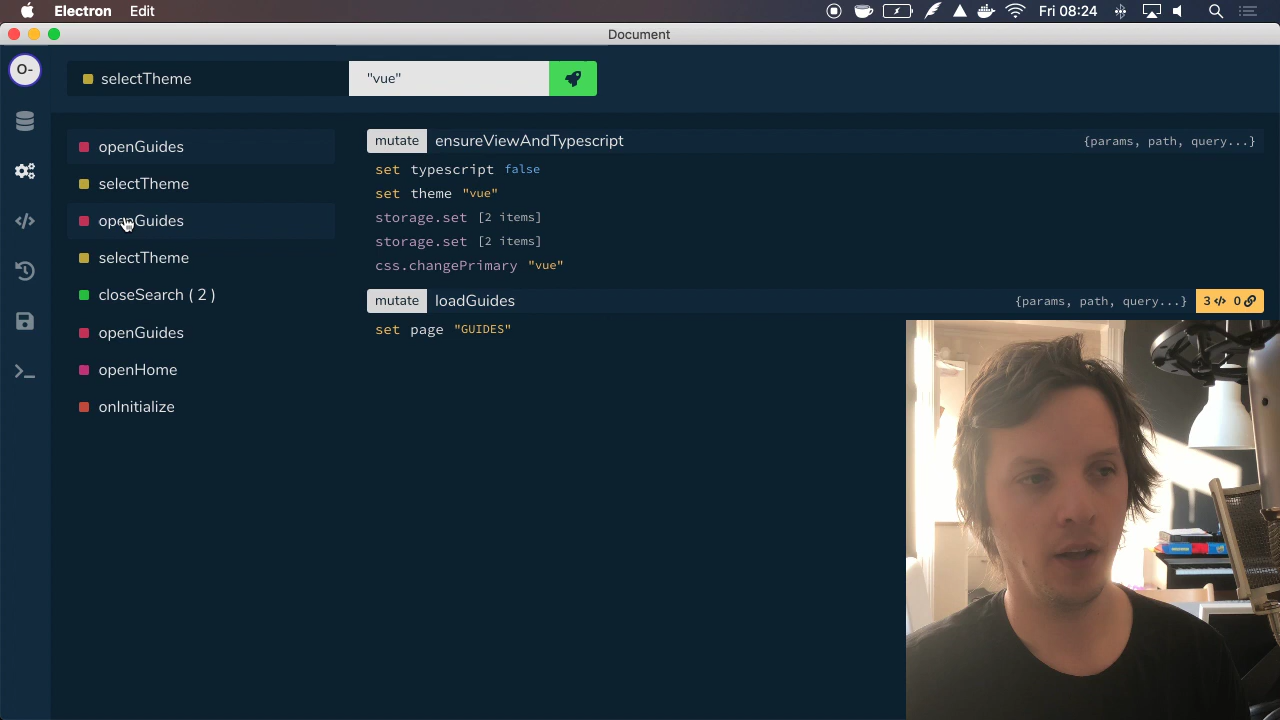 Electron Edit Fri 08:24
Document
O-
selectTheme "vue"
openGuides
selectTheme
openGuides
selectTheme
closeSearch ( 2 )
openGuides
openHome
onInitialize
mutate ensureViewAndTypescript {params, path, query...}
set typescript false
set theme "vue"
storage.set [2 items]
storage.set [2 items]
css.changePrimary "vue"
mutate loadGuides {params, path, query...} 3 0
set page "GUIDES"